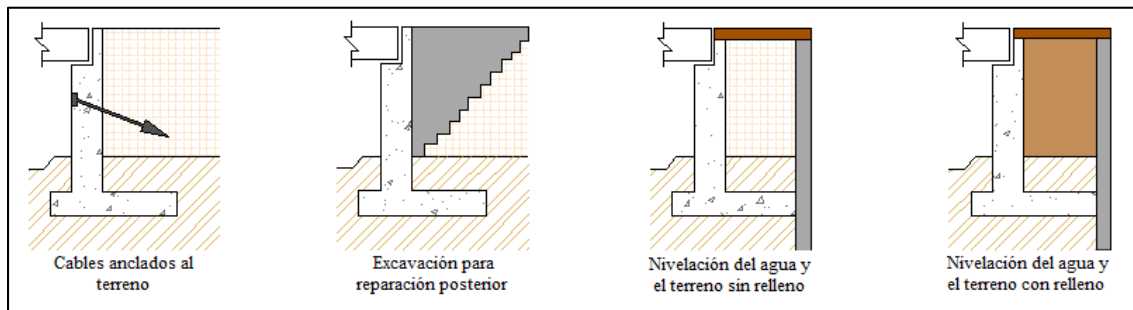 Cables anclados al
terreno
Excavación para
reparación posterior
Nivelación del agua y
el terreno sin relleno
Nivelación del agua y
el terreno con relleno